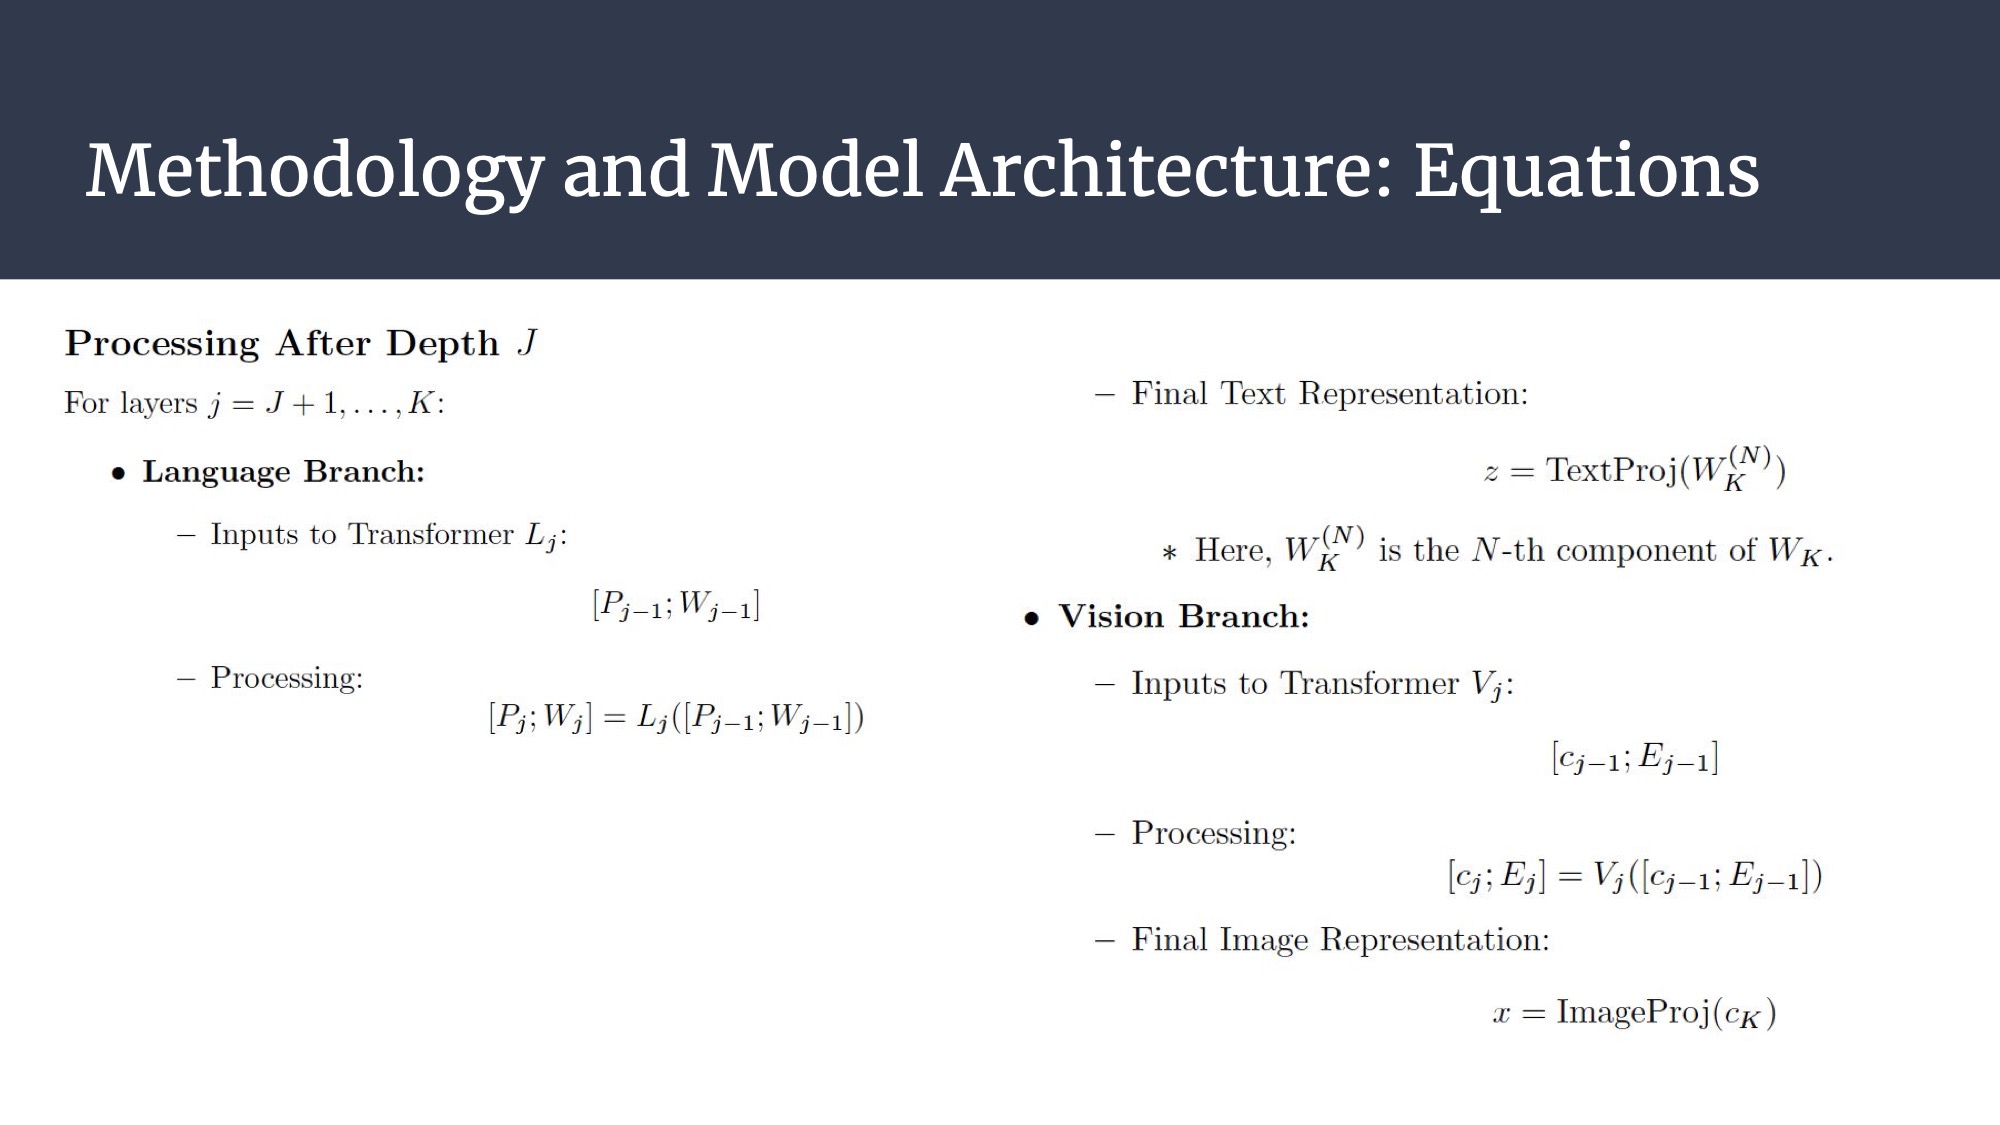 Methodology and Model Architecture: Equations
Processing After Depth J
For layers j = J + 1, . . . , K:
• Language Branch:
– Inputs to Transformer L_j:
[P_{j−1}; W_{j−1}]
– Processing:
[P_j; W_j] = L_j([P_{j−1}; W_{j−1}])
– Final Text Representation:
z = TextProj(W_K^{(N)})
∗ Here, W_K^{(N)} is the N-th component of W_K.
• Vision Branch:
– Inputs to Transformer V_j:
[c_{j−1}; E_{j−1}]
– Processing:
[c_j; E_j] = V_j([c_{j−1}; E_{j−1}])
– Final Image Representation:
x = ImageProj(c_K)